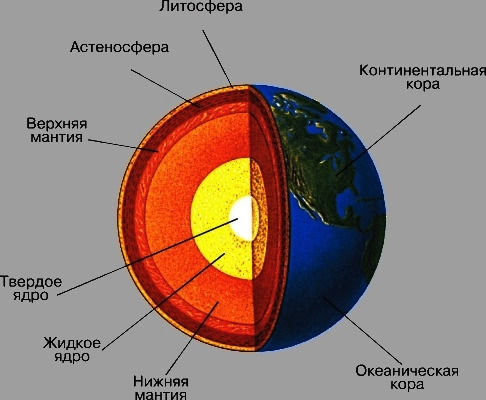 Литосфера
Астеносфера
Континентальная
кора
Верхняя
мантия
Твердое
ядро
Жидкое
ядро
Нижняя
мантия
Океаническая
кора